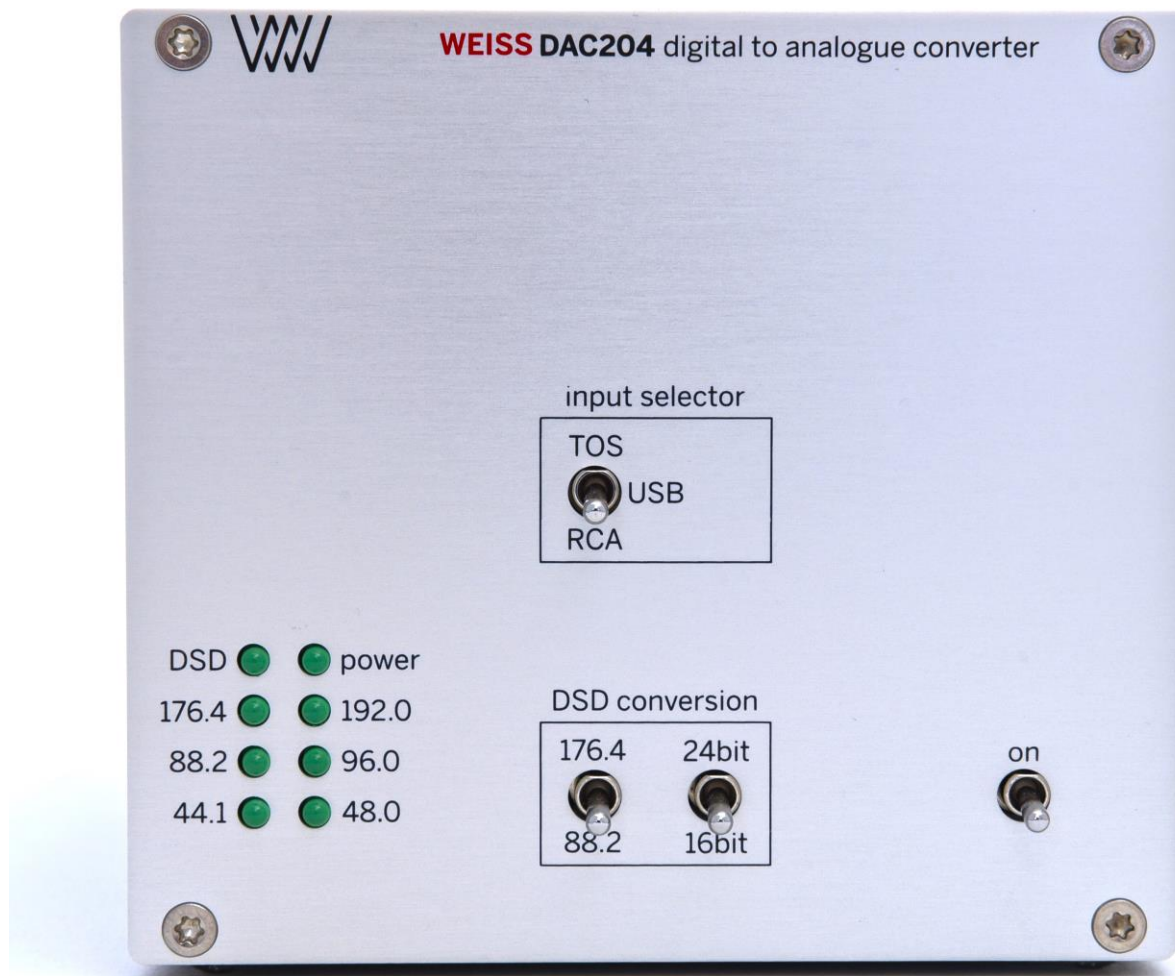 WEISS DAC204 digital to analogue converter
input selector
TOS
USB
RCA
DSD power
176.4 192.0
88.2 96.0
44.1 48.0
DSD conversion
176.4 24bit
88.2 16bit
on